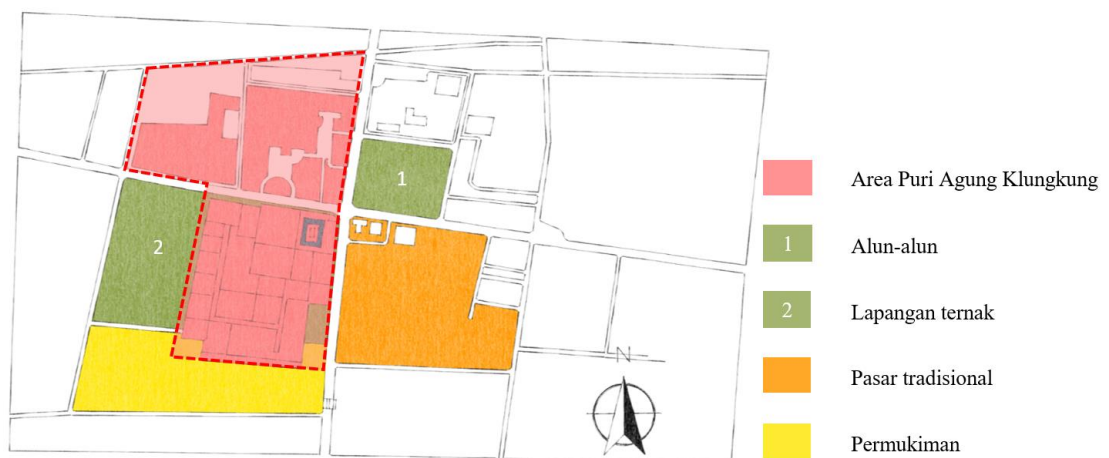 1
2
N
Area Puri Agung Klungkung
1
Alun-alun
2
Lapangan ternak
Pasar tradisional
Permukiman